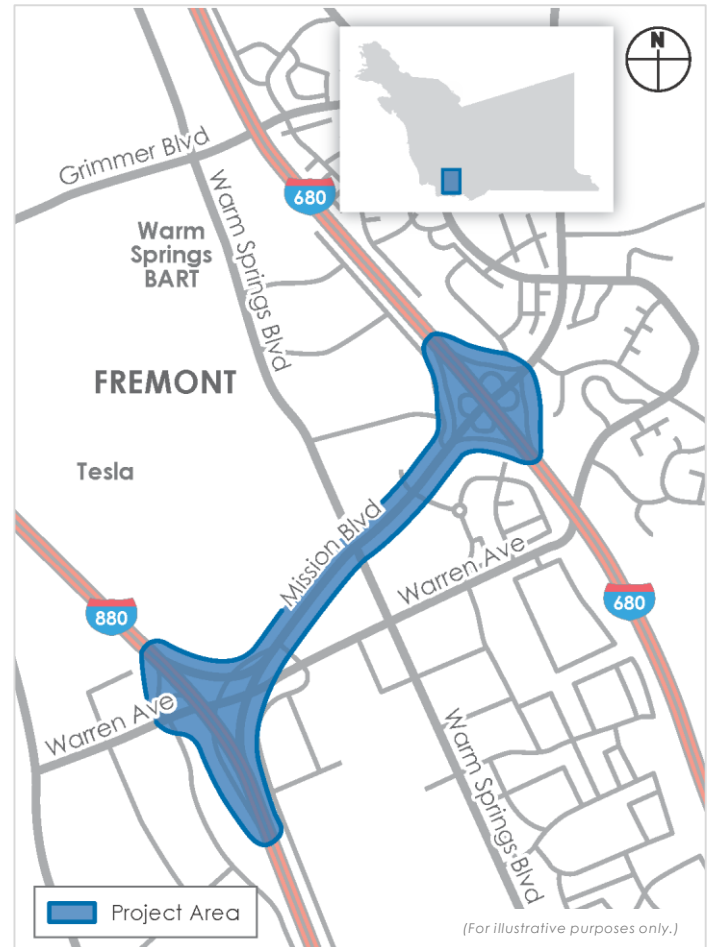 N
Grimmer Blvd
680
Warm
Springs
BART
Warm Springs Blvd
FREMONT
Tesla
Mission Blvd
Warren Ave
680
880
Warren Ave
Warm Springs Blvd
Project Area
(For illustrative purposes only.)